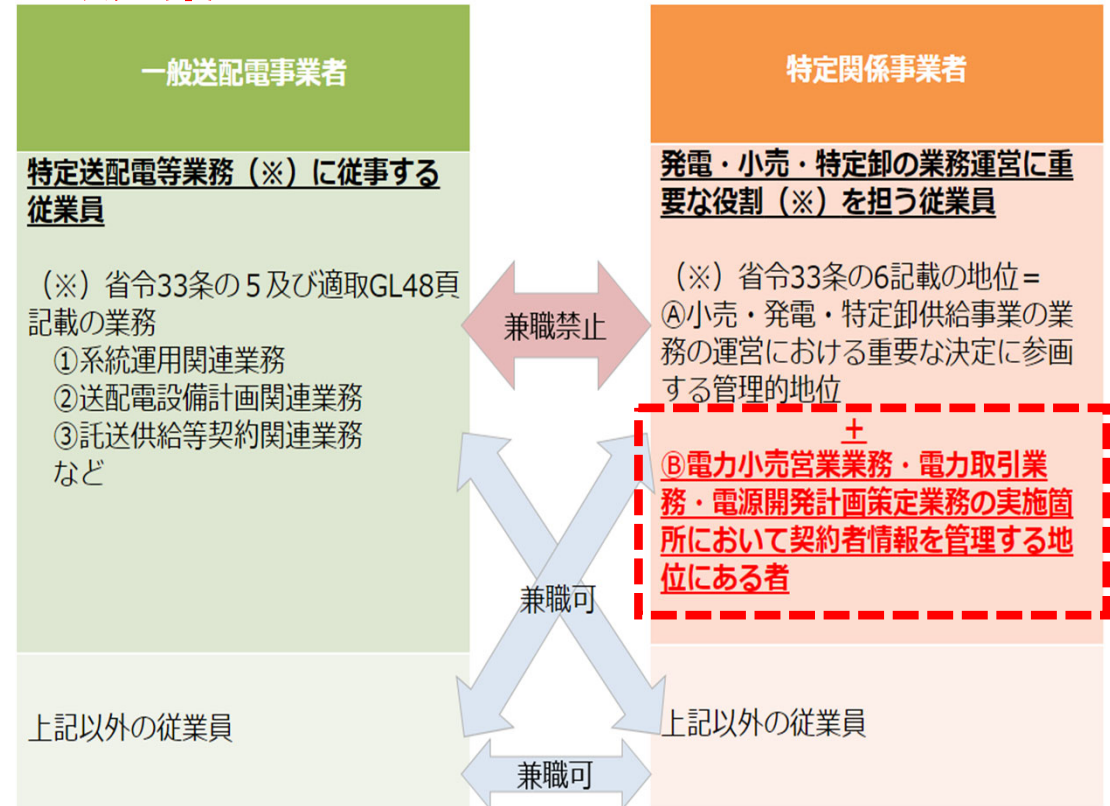 一般送配電事業者
特定送配電等業務（※）に従事する
従業員
（※）省令33条の５及び適取GL48頁
記載の業務
①系統運用関連業務
②送配電設備計画関連業務
③託送供給等契約関連業務
など
上記以外の従業員
兼職禁止
兼職可
兼職可
特定関係事業者
発電・小売・特定卸の業務運営に重
要な役割（※）を担う従業員
（※）省令33条の6記載の地位＝
Ⓐ小売・発電・特定卸供給事業の業
務の運営における重要な決定に参画
する管理的地位
＋
Ⓑ電力小売営業業務・電力取引業
務・電源開発計画策定業務の実施箇
所において契約者情報を管理する地
位にある者
上記以外の従業員